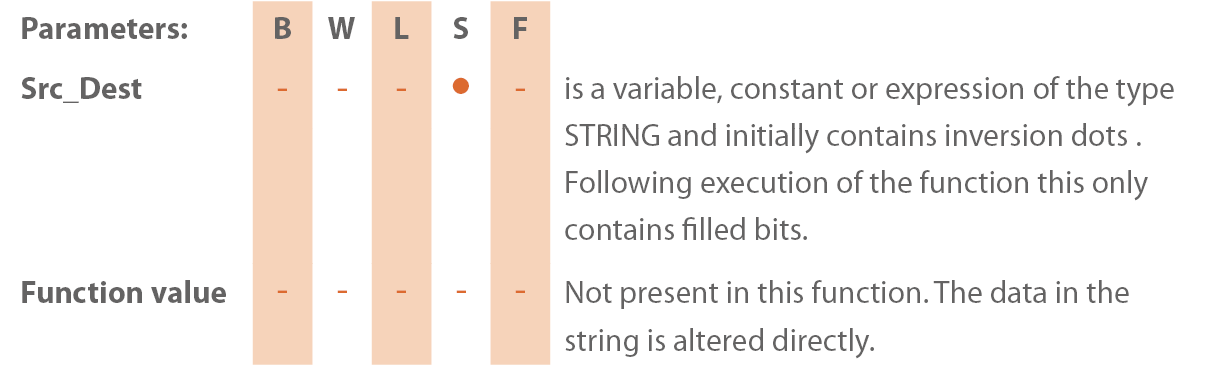 Parameters: B W L S F
Src_Dest - - - ● - is a variable, constant or expression of the type
STRING and initially contains inversion dots .
Following execution of the function this only
contains filled bits.
Function value - - - - - Not present in this function. The data in the
string is altered directly.